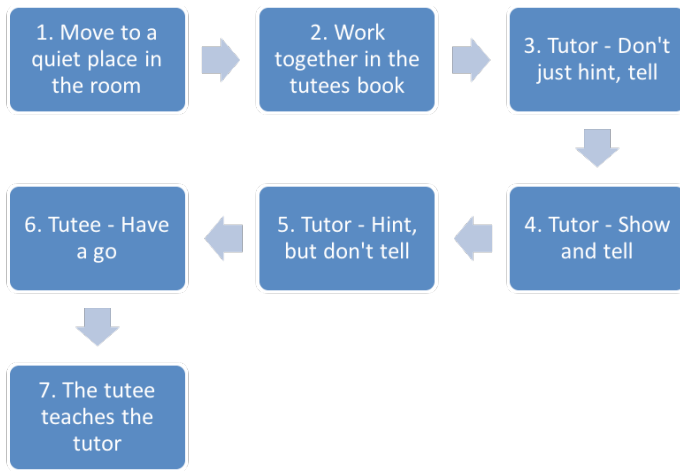 1. Move to a
quiet place in
the room
2. Work
together in the
tutees book
3. Tutor - Don't
just hint, tell
4. Tutor - Show
and tell
5. Tutor - Hint,
but don't tell
6. Tutee - Have
a go
7. The tutee
teaches the
tutor